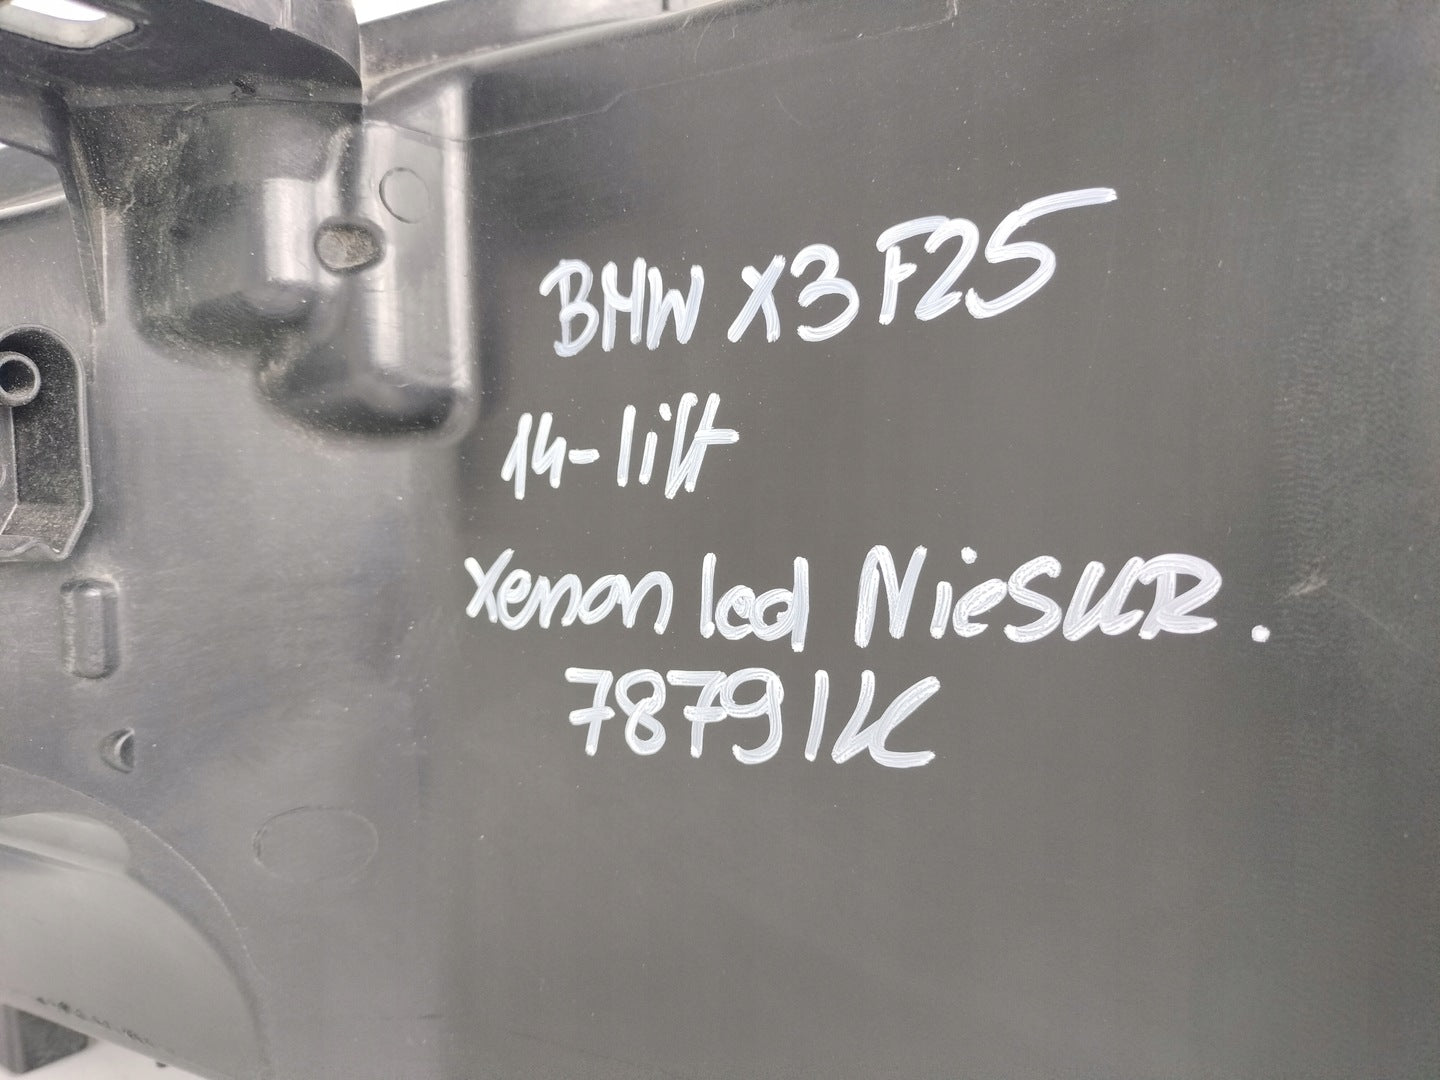 BMW X3 F25
14-lift
xenon led NieSKR.
78791K